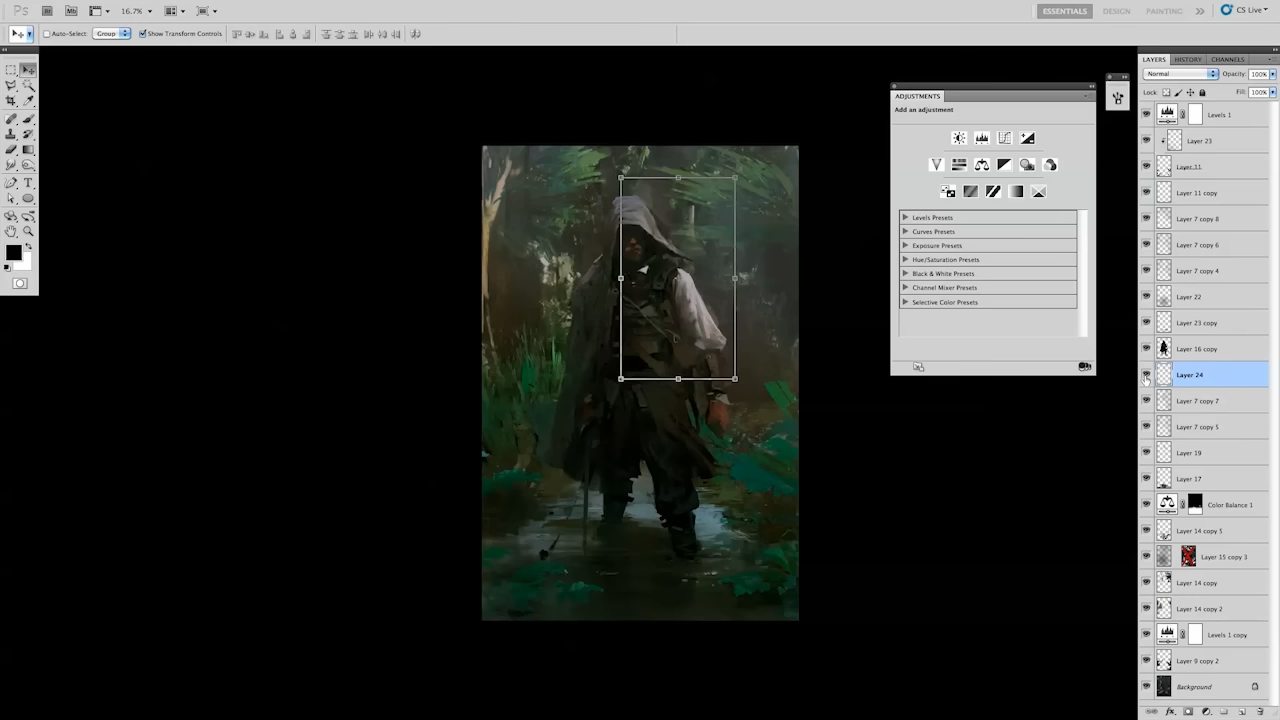 Ps Br Mb 16.7% ESSENTIALS DESIGN PAINTING >> CS Live
Auto-Select: Group Show Transform Controls
LAYERS HISTORY CHANNELS
Normal Opacity: 100%
Lock: Fill: 100%
ADJUSTMENTS
Add an adjustment
Levels Presets
Curves Presets
Exposure Presets
Hue/Saturation Presets
Black & White Presets
Channel Mixer Presets
Selective Color Presets
Levels 1
Layer 23
Layer 11
Layer 11 copy
Layer 7 copy 8
Layer 7 copy 6
Layer 7 copy 4
Layer 22
Layer 23 copy
Layer 16 copy
Layer 24
Layer 7 copy 7
Layer 7 copy 5
Layer 19
Layer 17
Color Balance 1
Layer 14 copy 5
Layer 15 copy 3
Layer 14 copy
Layer 14 copy 2
Levels 1 copy
Layer 9 copy 2
Background